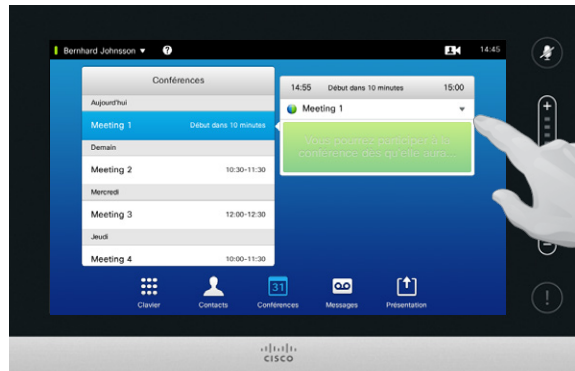 Bernhard Johnsson ▼ ?
14:45
Conférences
Aujourd'hui
Meeting 1 Début dans 10 minutes
Demain
Meeting 2 10:30-11:30
Mercredi
Meeting 3 12:00-12:30
Jeudi
Meeting 4 10:00-11:30
14:55 Début dans 10 minutes 15:00
Meeting 1
Vous pourrez participer à la
conférence dès qu'elle aura...
31
Clavier Contacts Conférences Messages Présentation
CISCO